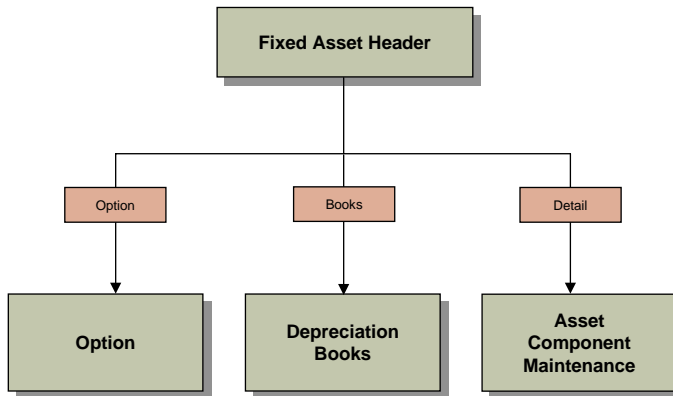 Fixed Asset Header
Option
Books
Detail
Option
Depreciation
Books
Asset
Component
Maintenance